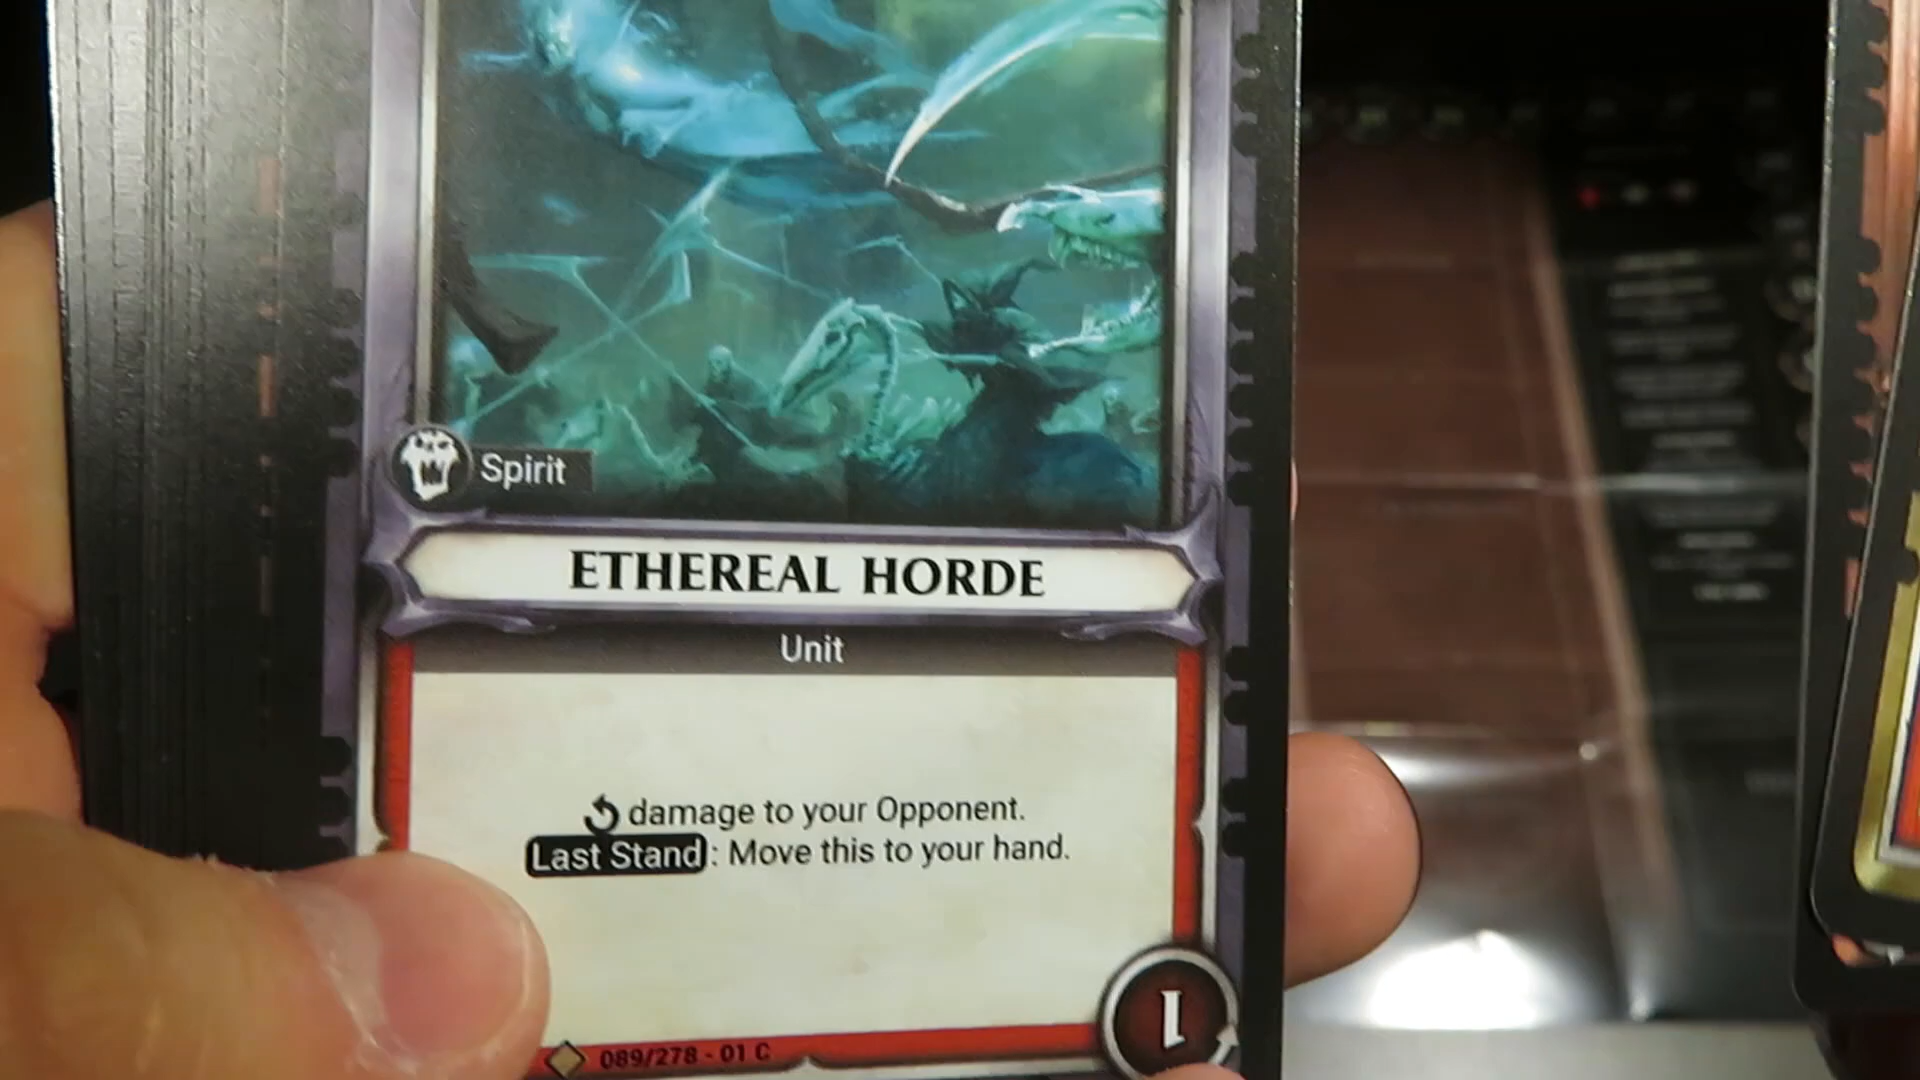 Spirit
ETHEREAL HORDE
Unit
damage to your Opponent.
Last Stand: Move this to your hand.
1
089/278 - 01 C